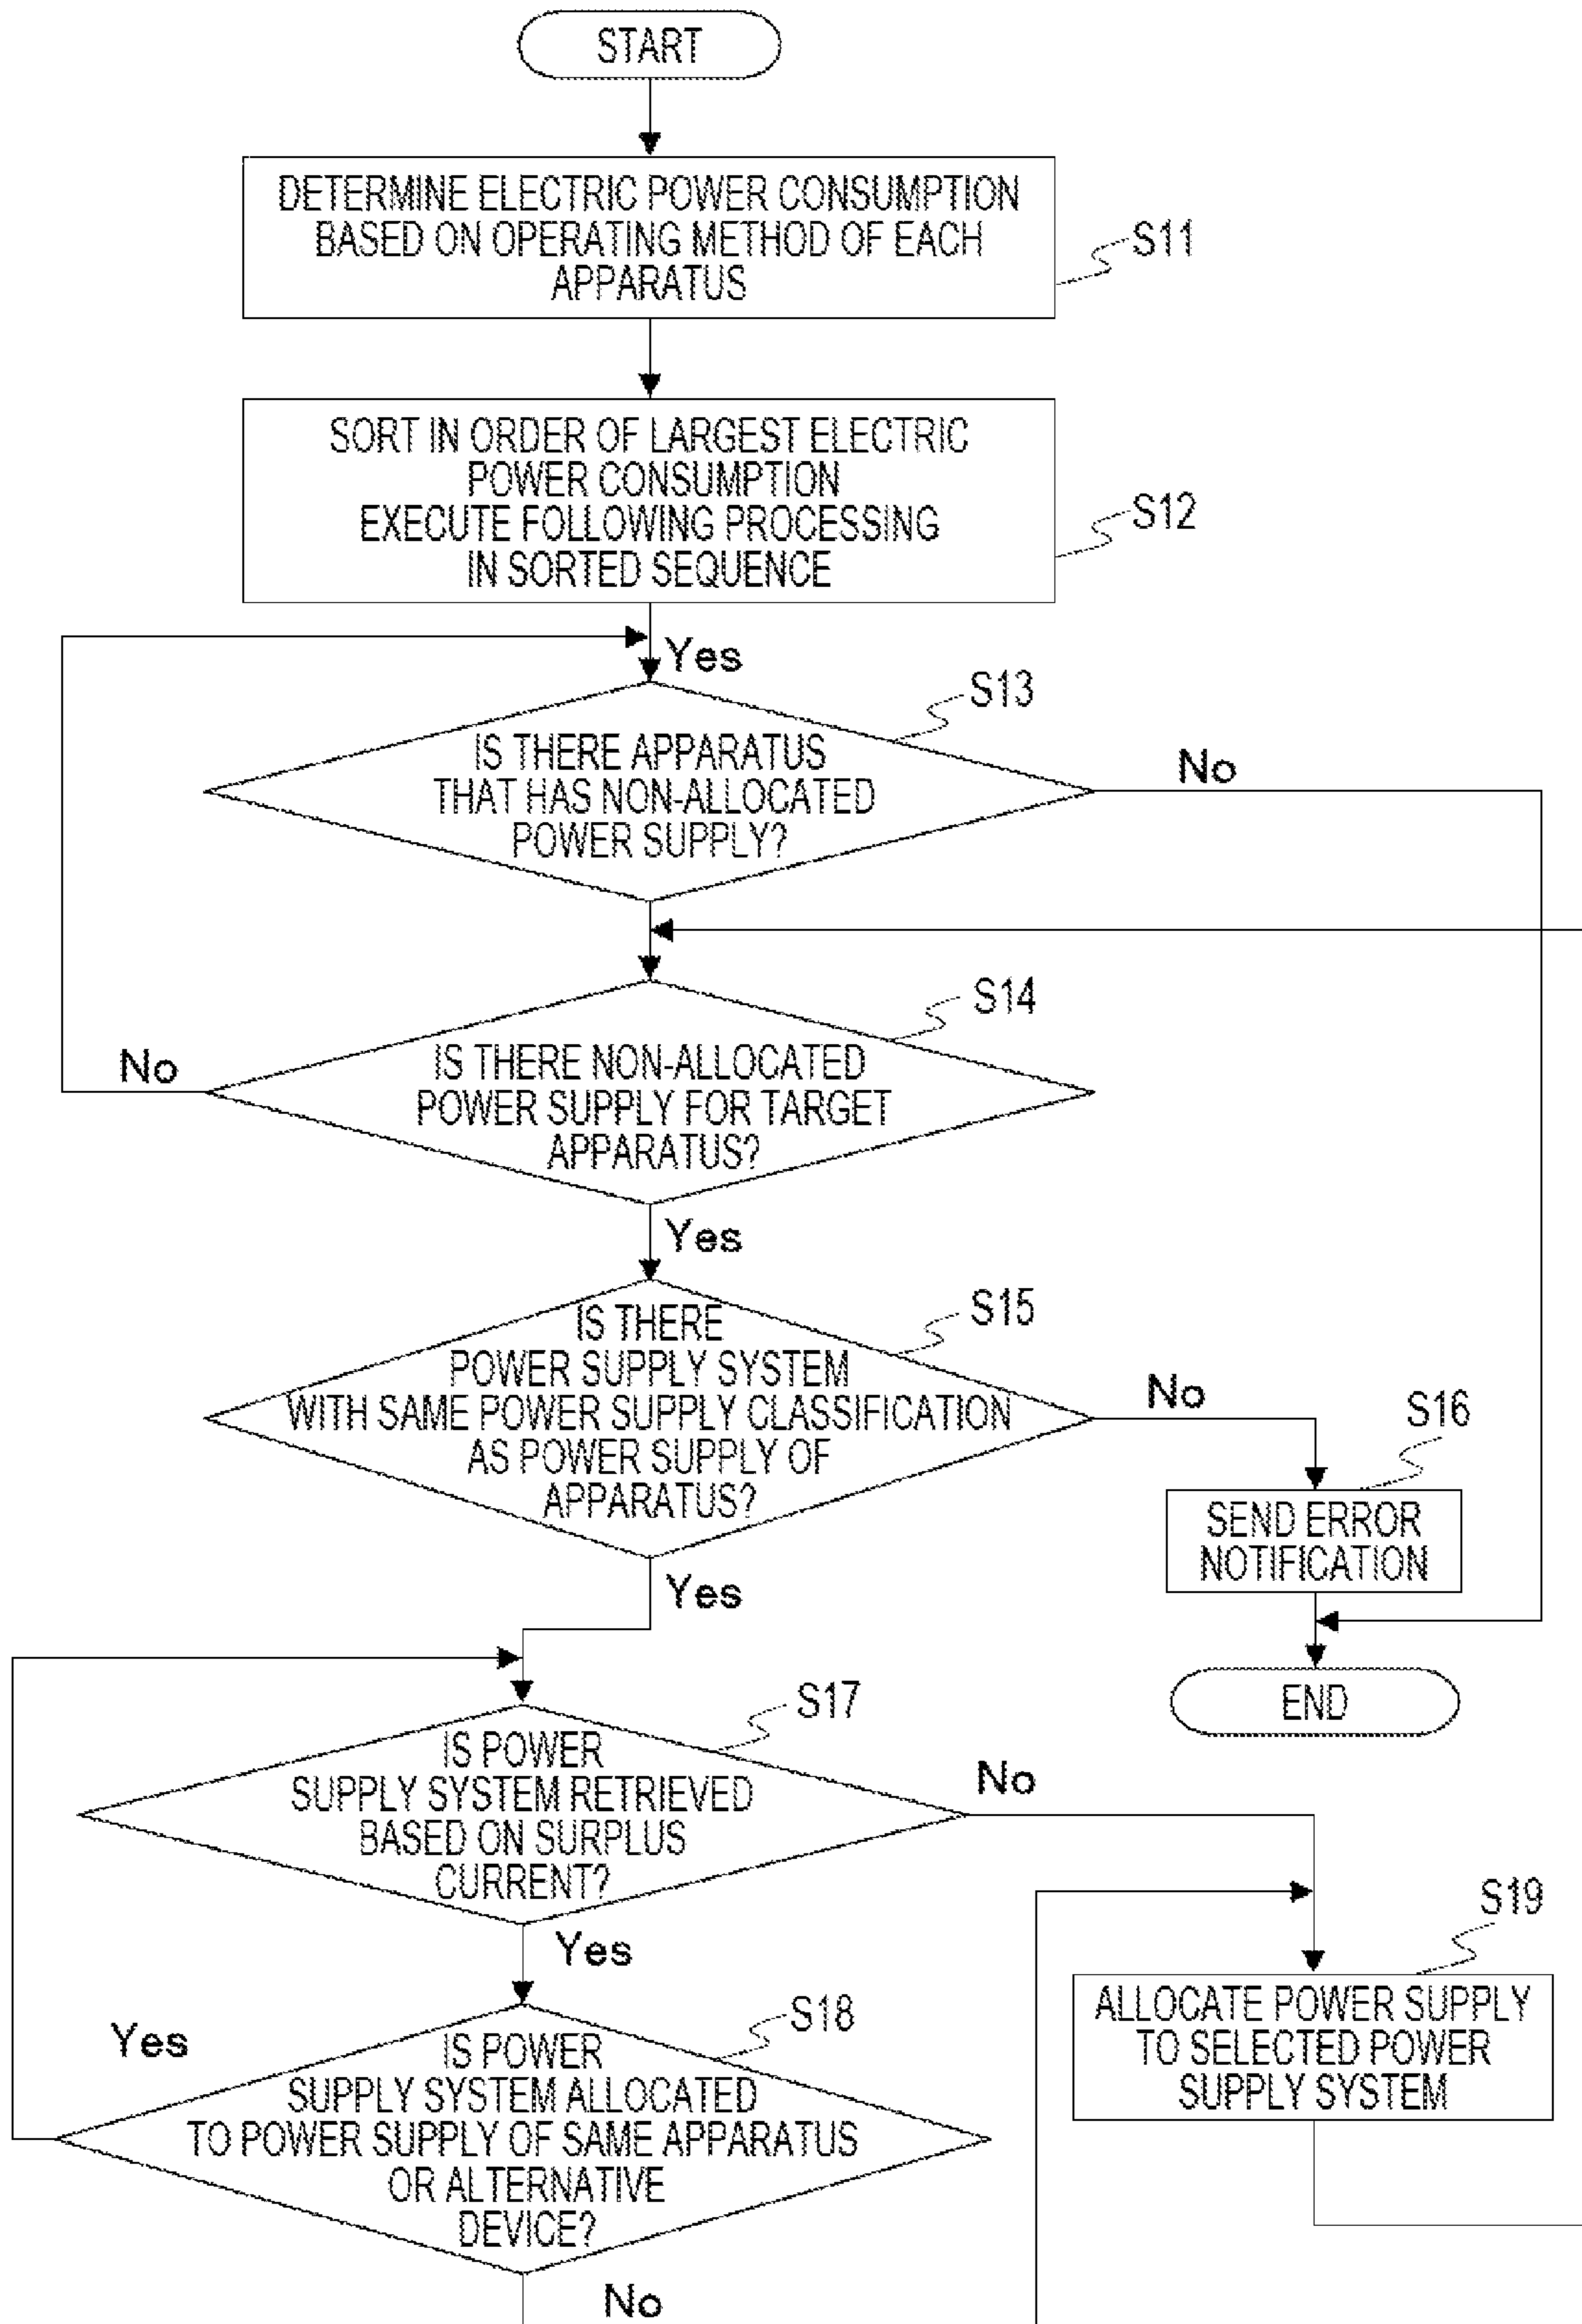 START
DETERMINE ELECTRIC POWER CONSUMPTION
BASED ON OPERATING METHOD OF EACH
APPARATUS
S11
SORT IN ORDER OF LARGEST ELECTRIC
POWER CONSUMPTION
EXECUTE FOLLOWING PROCESSING
IN SORTED SEQUENCE
S12
Yes
S13
IS THERE APPARATUS
THAT HAS NON-ALLOCATED
POWER SUPPLY?
No
S14
IS THERE NON-ALLOCATED
POWER SUPPLY FOR TARGET
APPARATUS?
No
Yes
S15
IS THERE
POWER SUPPLY SYSTEM
WITH SAME POWER SUPPLY CLASSIFICATION
AS POWER SUPPLY OF
APPARATUS?
No
S16
SEND ERROR
NOTIFICATION
Yes
END
S17
IS POWER
SUPPLY SYSTEM RETRIEVED
BASED ON SURPLUS
CURRENT?
No
Yes
S19
ALLOCATE POWER SUPPLY
TO SELECTED POWER
SUPPLY SYSTEM
S18
Yes
IS POWER
SUPPLY SYSTEM ALLOCATED
TO POWER SUPPLY OF SAME APPARATUS
OR ALTERNATIVE
DEVICE?
No